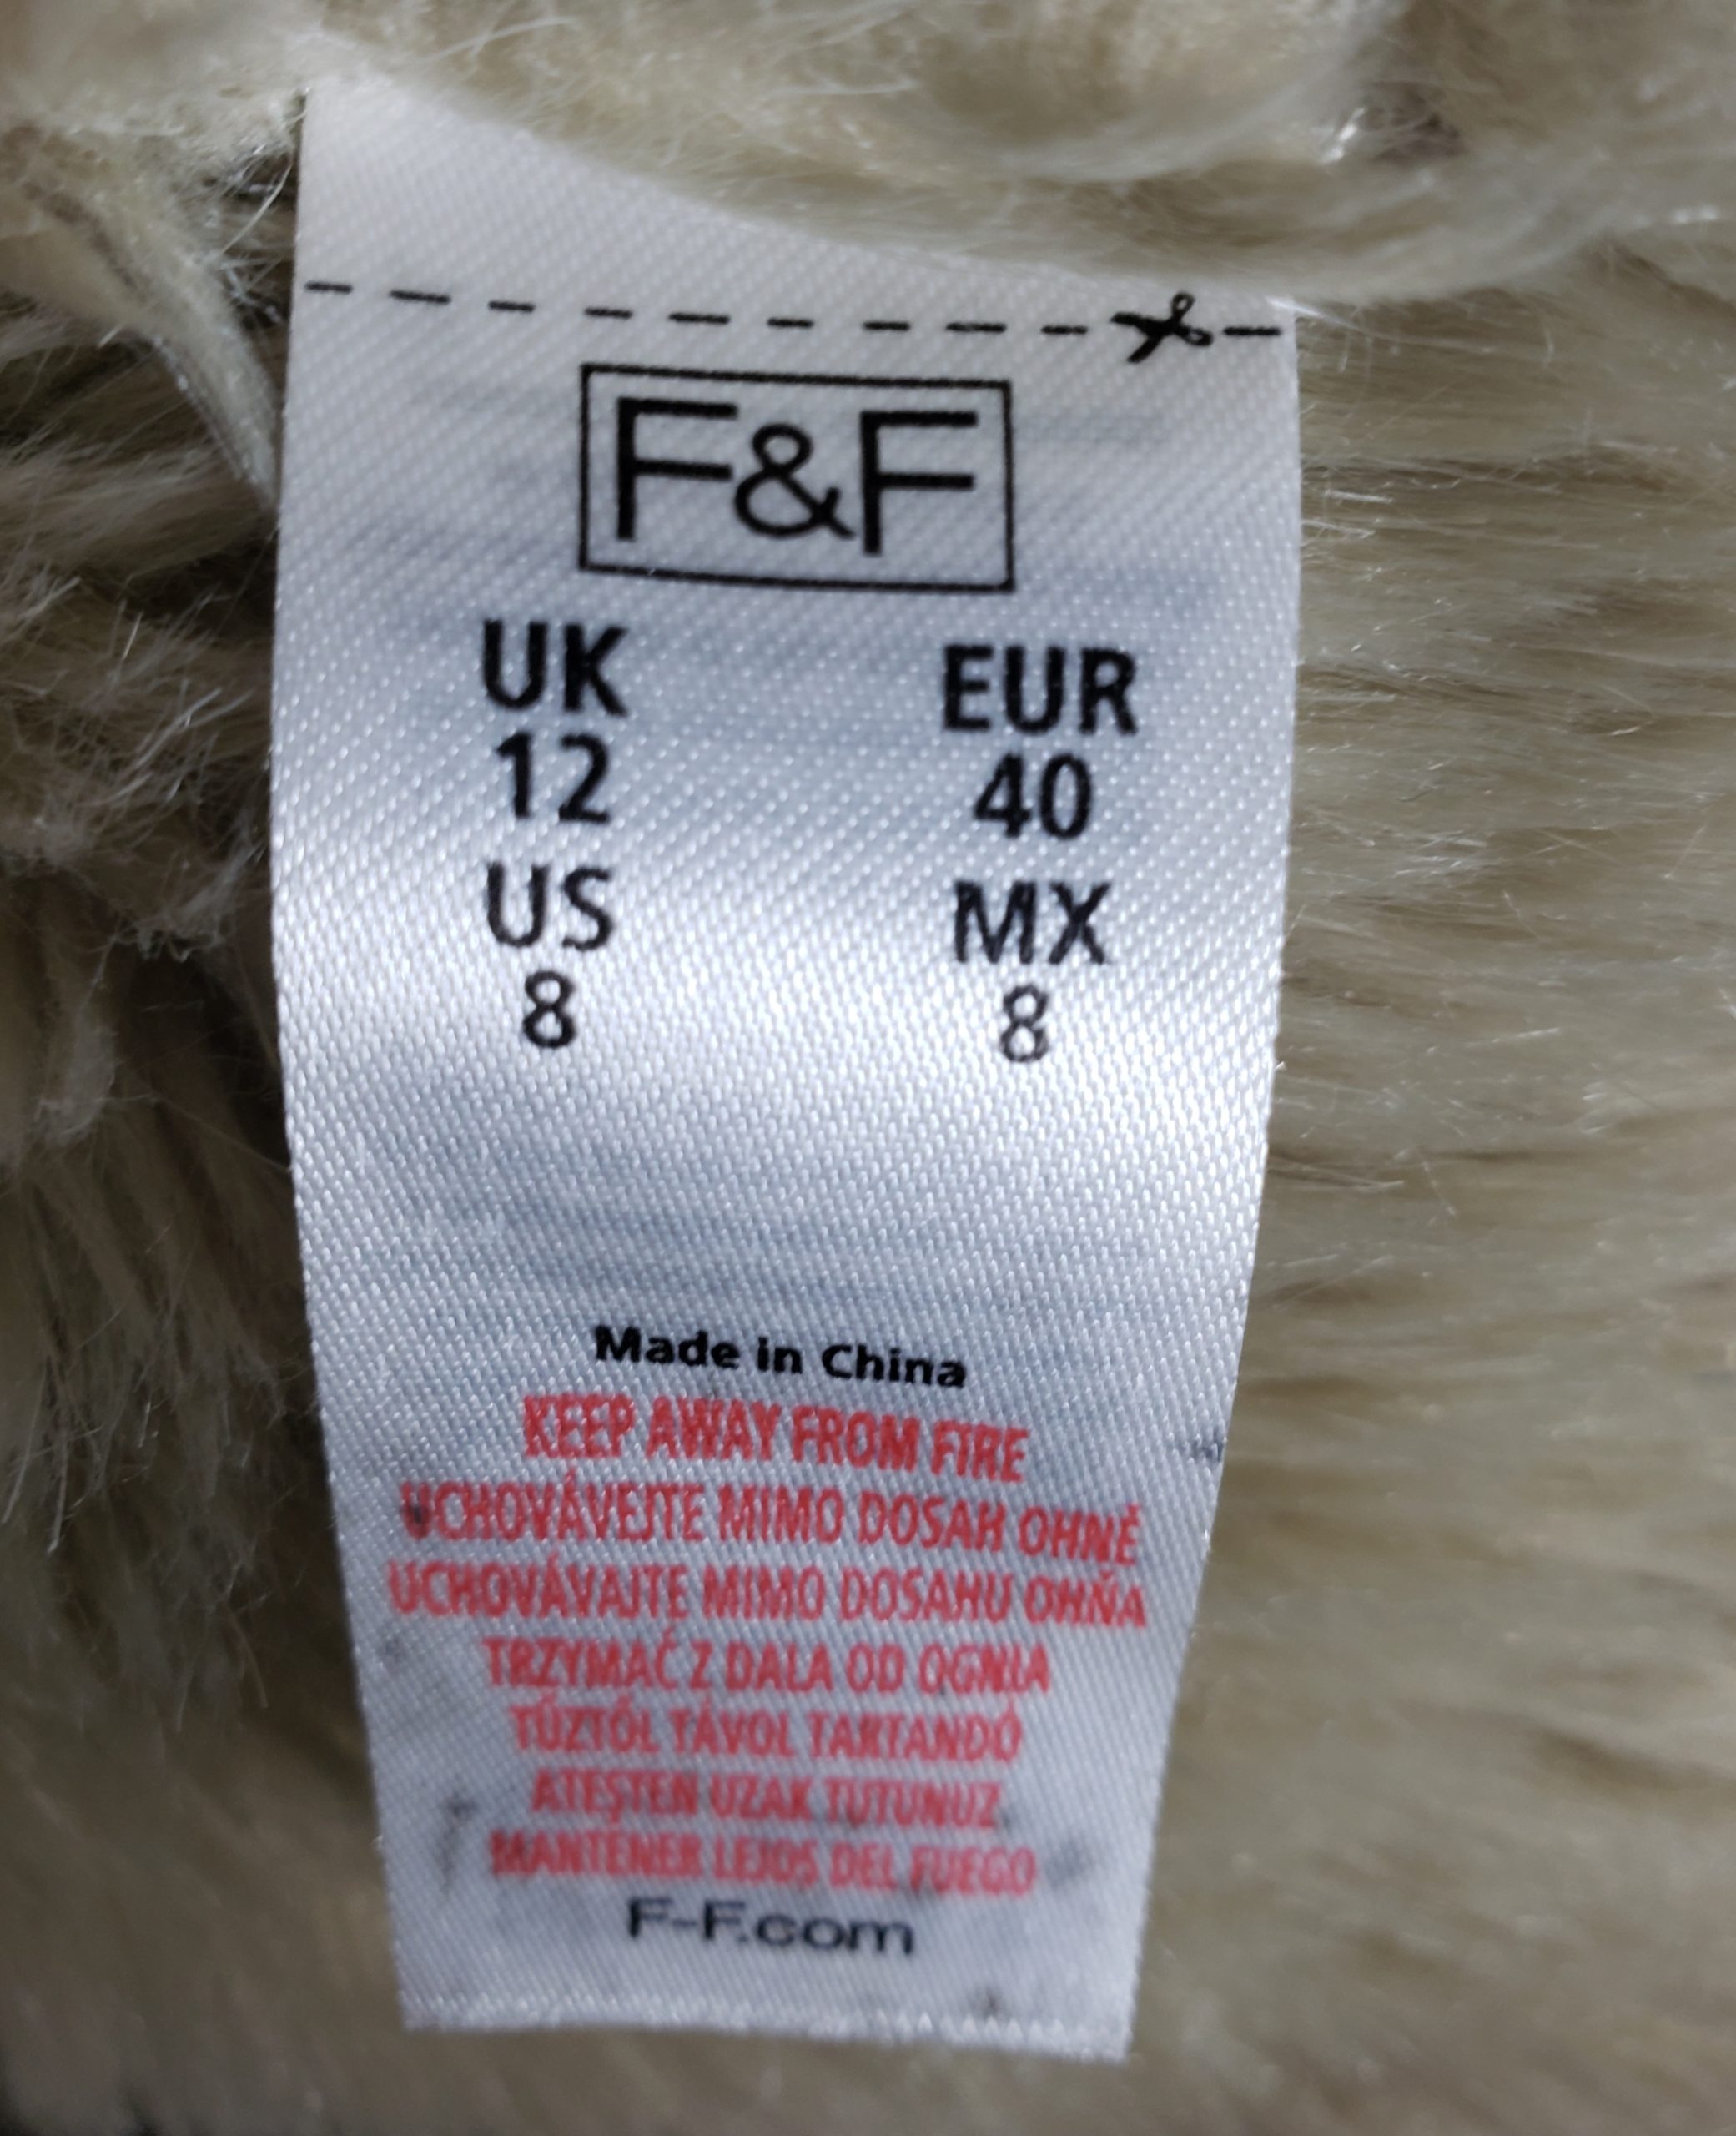 F&F
UK EUR
12 40
US MX
8 8
Made in China
KEEP AWAY FROM FIRE
UCHOVÁVEJTE MIMO DOSAH OHNĚ
UCHOVÁVAJTE MIMO DOSAHU OHŇA
TRZYMAĆ Z DALA OD OGNIA
TŰZTŐL TÁVOL TARTANDÓ
ATEŞTEN UZAK TUTUNUZ
MANTENER LEJOS DEL FUEGO
F-F.com